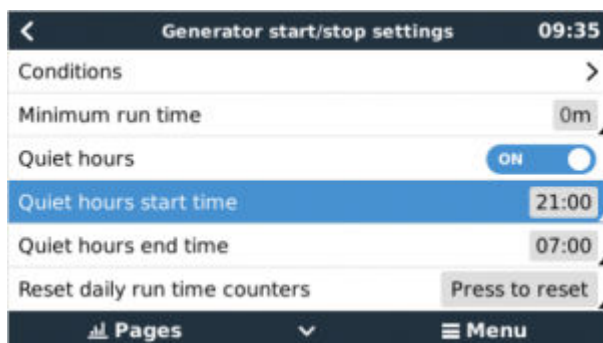 Generator start/stop settings 09:35
Conditions
Minimum run time 0m
Quiet hours ON
Quiet hours start time 21:00
Quiet hours end time 07:00
Reset daily run time counters Press to reset
Pages Menu